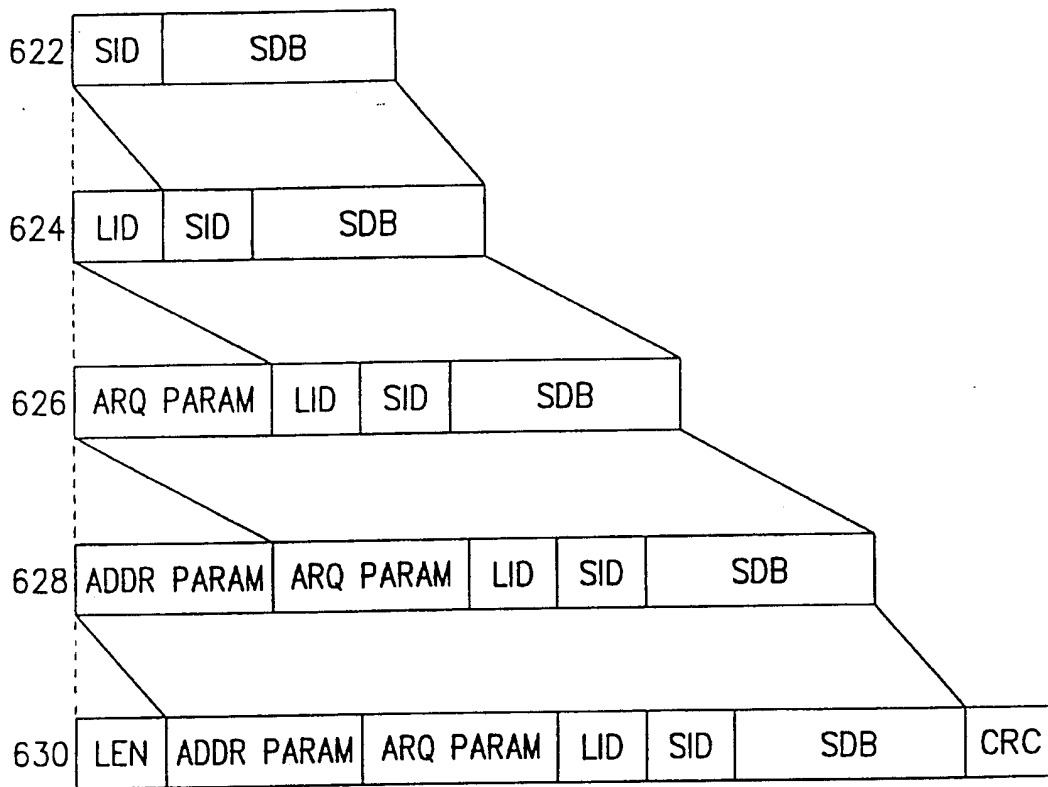 622 SID SDB
624 LID SID SDB
626 ARQ PARAM LID SID SDB
628 ADDR PARAM ARQ PARAM LID SID SDB
630 LEN ADDR PARAM ARQ PARAM LID SID SDB CRC